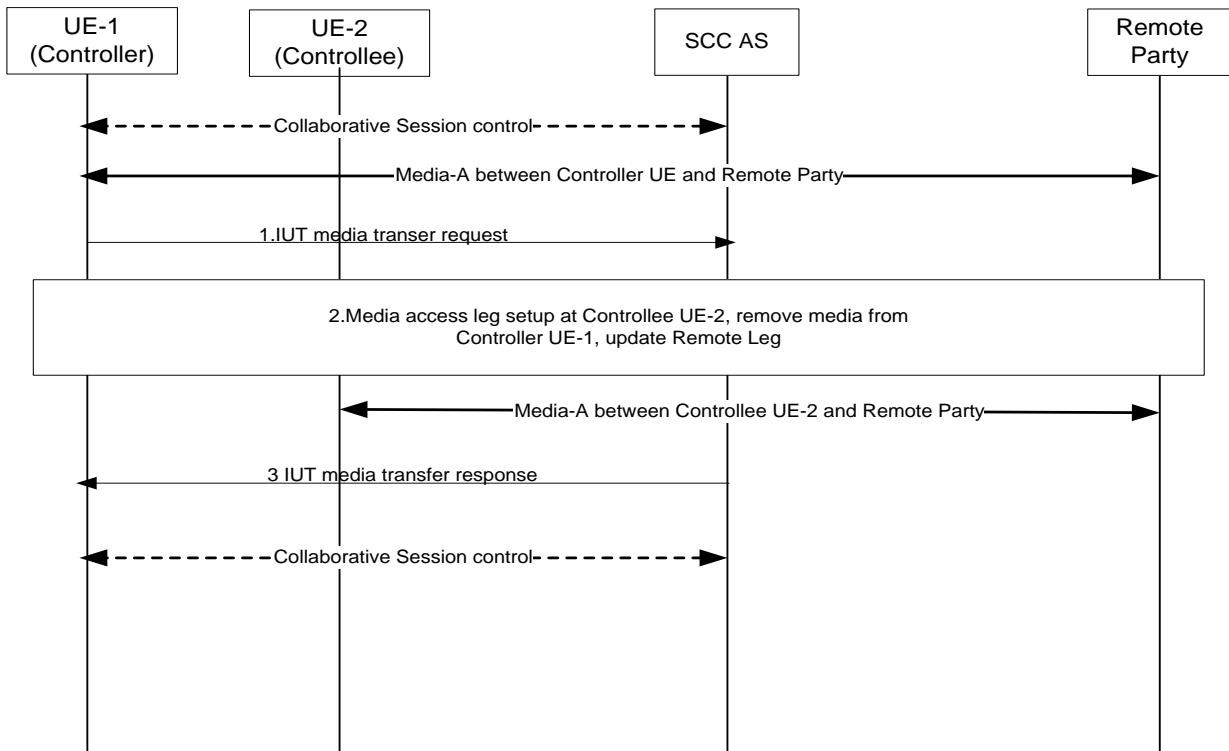 UE-1
(Controller)
UE-2
(Controllee)
SCC AS
Remote
Party
Collaborative Session control
Media-A between Controller UE and Remote Party
1.IUT media transer request
2.Media access leg setup at Controllee UE-2, remove media from
Controller UE-1, update Remote Leg
Media-A between Controllee UE-2 and Remote Party
3 IUT media transfer response
Collaborative Session control